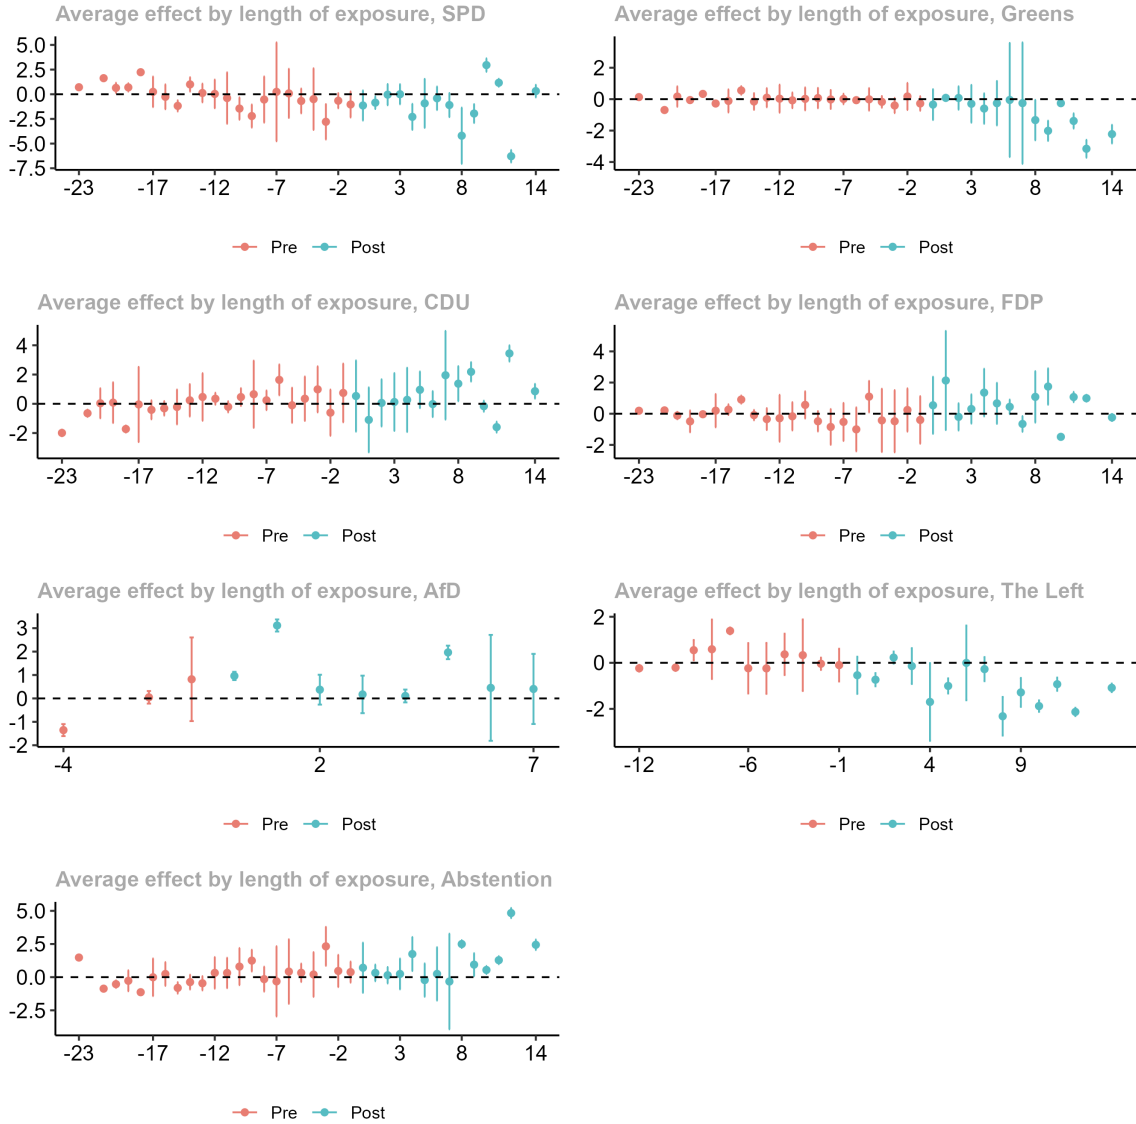 Average effect by length of exposure, SPD
5.0
2.5
0.0
-2.5
-5.0
-7.5
-23 -17 -12 -7 -2 3 8 14
Pre Post
Average effect by length of exposure, Greens
2
0
-2
-4
-23 -17 -12 -7 -2 3 8 14
Pre Post
Average effect by length of exposure, CDU
4
2
0
-2
-23 -17 -12 -7 -2 3 8 14
Pre Post
Average effect by length of exposure, FDP
4
2
0
-2
-23 -17 -12 -7 -2 3 8 14
Pre Post
Average effect by length of exposure, AfD
3
2
1
0
-1
-2
-4 2 7
Pre Post
Average effect by length of exposure, The Left
2
0
-2
-12 -6 -1 4 9
Pre Post
Average effect by length of exposure, Abstention
5.0
2.5
0.0
-2.5
-23 -17 -12 -7 -2 3 8 14
Pre Post